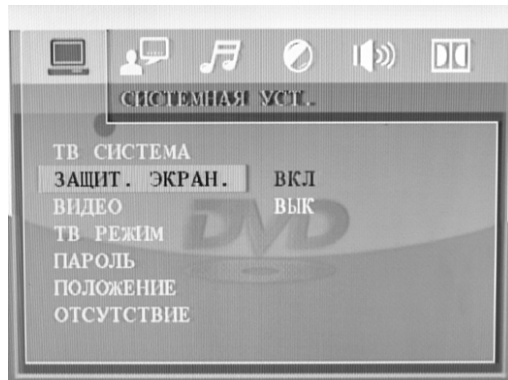 СИСТЕМНАЯ УСТ..
ТВ СИСТЕМА
ЗАЩИТ. ЭКРАН. ВКЛ
ВИДЕО ВЫК
ТВ РЕЖИМ
ПАРОЛЬ
ПОЛОЖЕНИЕ
ОТСУТСТВИЕ
DVD